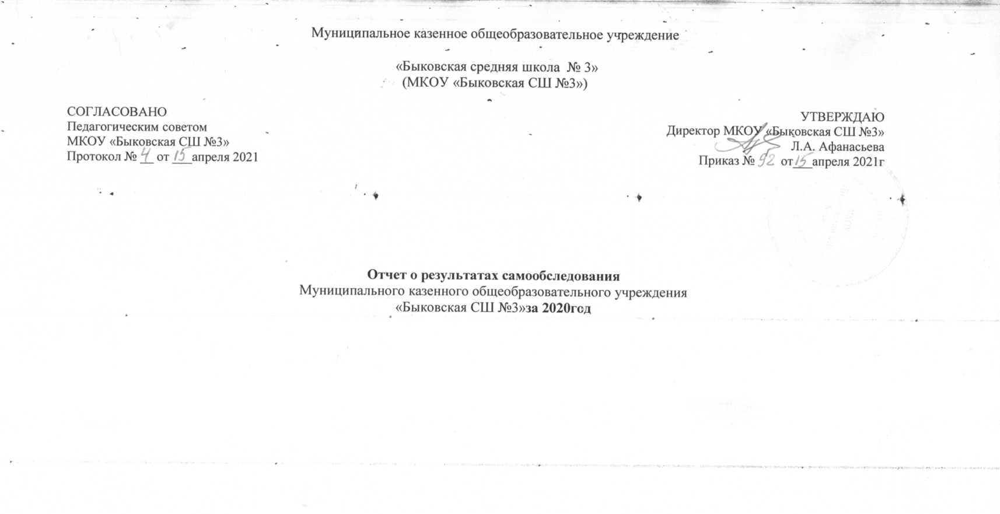 Муниципальное казенное общеобразовательное учреждение
«Быковская средняя школа № 3»
(МКОУ «Быковская СШ №3»)
СОГЛАСОВАНО
Педагогическим советом
МКОУ «Быковская СШ №3»
Протокол № 4 от 15 апреля 2021
УТВЕРЖДАЮ
Директор МКОУ «Быковская СШ №3»
Л.А. Афанасьева
Приказ № 92 от 15 апреля 2021г
Отчет о результатах самообследования
Муниципального казенного общеобразовательного учреждения
«Быковская СШ №3»за 2020год